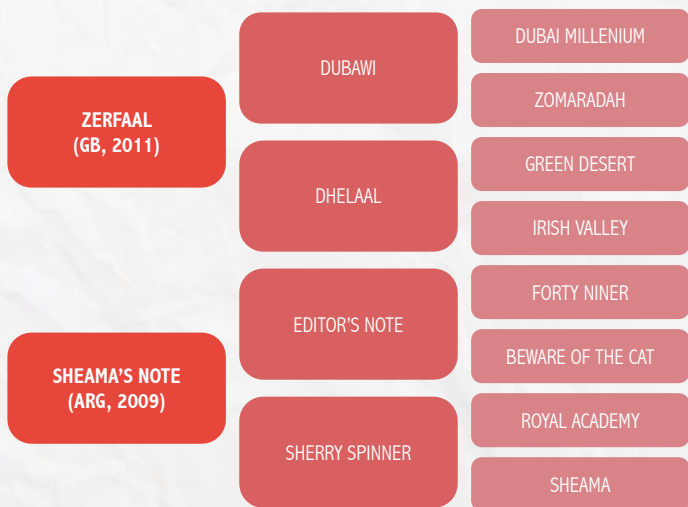 ZERFAAL
(GB, 2011)
SHEAMA'S NOTE
(ARG, 2009)
DUBAWI
DHELAAL
EDITOR'S NOTE
SHERRY SPINNER
DUBAI MILLENIUM
ZOMARADAH
GREEN DESERT
IRISH VALLEY
FORTY NINER
BEWARE OF THE CAT
ROYAL ACADEMY
SHEAMA